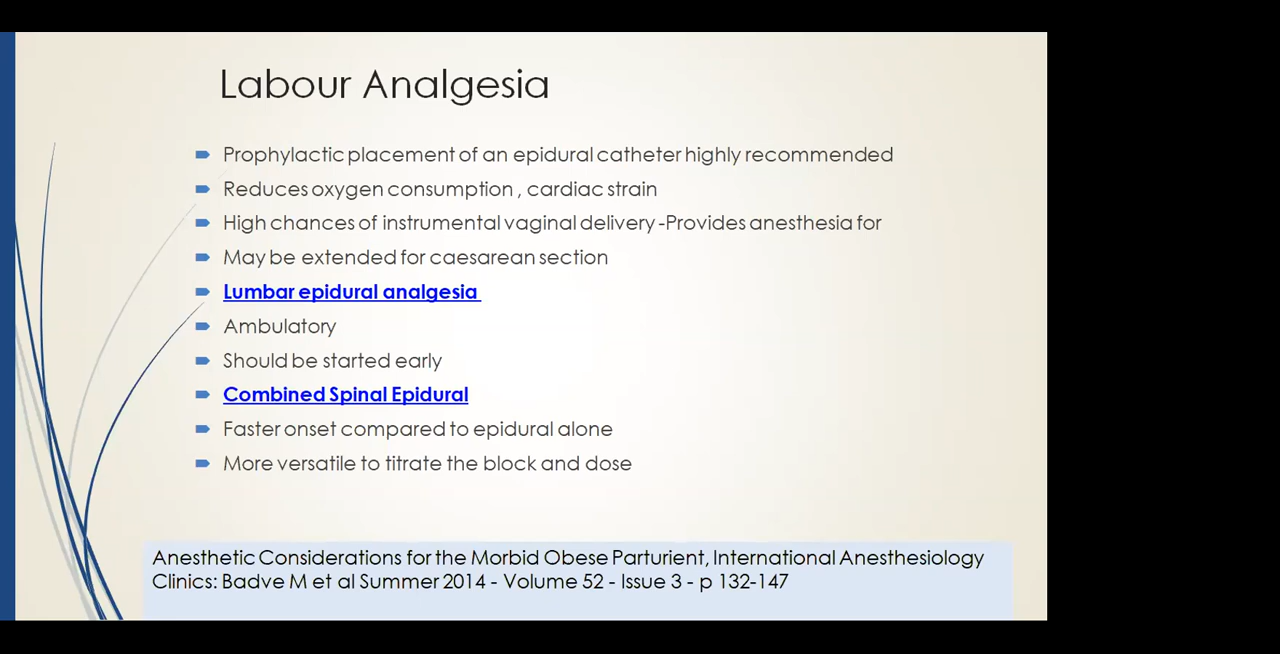 Labour Analgesia
Prophylactic placement of an epidural catheter highly recommended
Reduces oxygen consumption , cardiac strain
High chances of instrumental vaginal delivery -Provides anesthesia for
May be extended for caesarean section
Lumbar epidural analgesia
Ambulatory
Should be started early
Combined Spinal Epidural
Faster onset compared to epidural alone
More versatile to titrate the block and dose
Anesthetic Considerations for the Morbid Obese Parturient, International Anesthesiology
Clinics: Badve M et al Summer 2014 - Volume 52 - Issue 3 - p 132-147